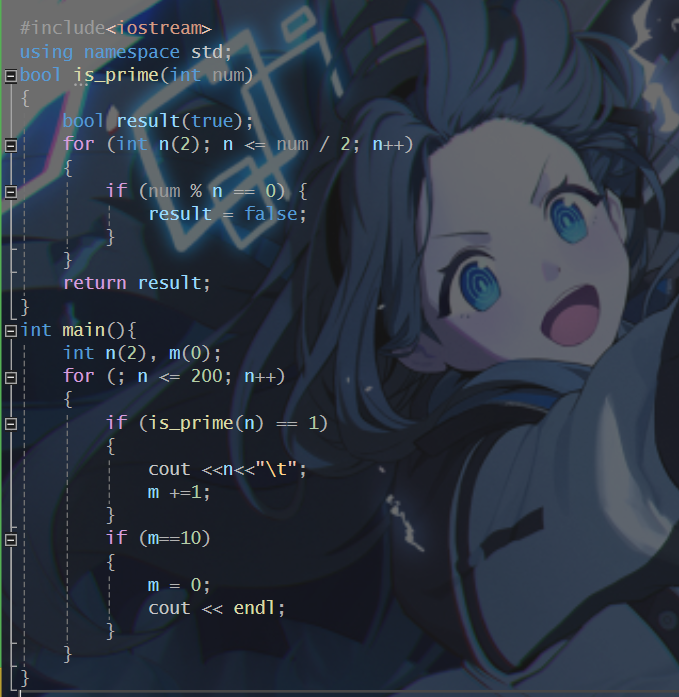 #include<iostream>
using namespace std;
bool is_prime(int num)
{
    bool result(true);
    for (int n(2); n <= num / 2; n++)
    {
        if (num % n == 0) {
            result = false;
        }
    }
    return result;
}
int main(){
    int n(2), m(0);
    for (; n <= 200; n++)
    {
        if (is_prime(n) == 1)
        {
            cout <<n<<"\t";
            m +=1;
        }
        if (m==10)
        {
            m = 0;
            cout << endl;
        }
    }
}